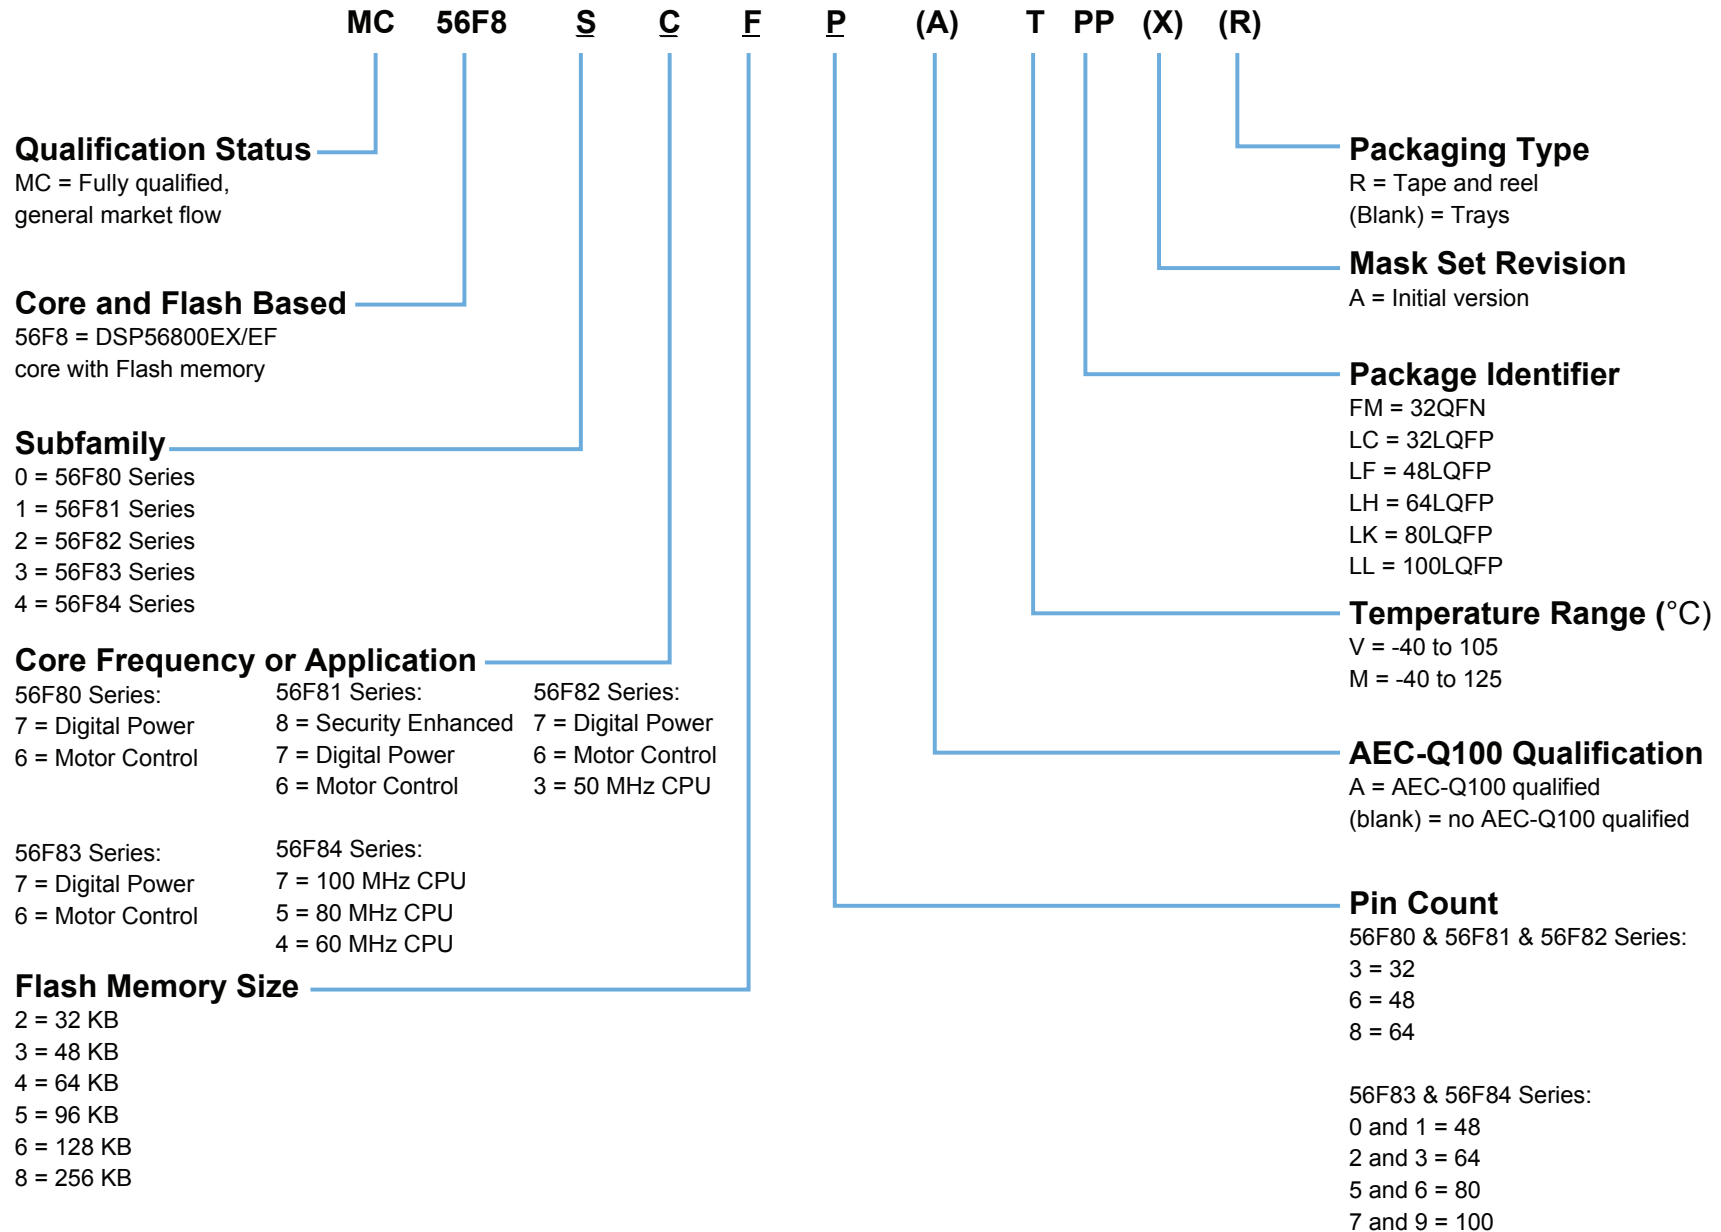 MC 56F8 S C F P (A) T PP (X) (R)
Qualification Status
MC = Fully qualified,
general market flow
Core and Flash Based
56F8 = DSP56800EX/EF
core with Flash memory
Subfamily
0 = 56F80 Series
1 = 56F81 Series
2 = 56F82 Series
3 = 56F83 Series
4 = 56F84 Series
Core Frequency or Application
56F80 Series:
7 = Digital Power
6 = Motor Control
56F81 Series:
8 = Security Enhanced
7 = Digital Power
6 = Motor Control
56F82 Series:
7 = Digital Power
6 = Motor Control
3 = 50 MHz CPU
56F83 Series:
7 = Digital Power
6 = Motor Control
56F84 Series:
7 = 100 MHz CPU
5 = 80 MHz CPU
4 = 60 MHz CPU
Flash Memory Size
2 = 32 KB
3 = 48 KB
4 = 64 KB
5 = 96 KB
6 = 128 KB
8 = 256 KB
Packaging Type
R = Tape and reel
(Blank) = Trays
Mask Set Revision
A = Initial version
Package Identifier
FM = 32QFN
LC = 32LQFP
LF = 48LQFP
LH = 64LQFP
LK = 80LQFP
LL = 100LQFP
Temperature Range (°C)
V = -40 to 105
M = -40 to 125
AEC-Q100 Qualification
A = AEC-Q100 qualified
(blank) = no AEC-Q100 qualified
Pin Count
56F80 & 56F81 & 56F82 Series:
3 = 32
6 = 48
8 = 64
56F83 & 56F84 Series:
0 and 1 = 48
2 and 3 = 64
5 and 6 = 80
7 and 9 = 100